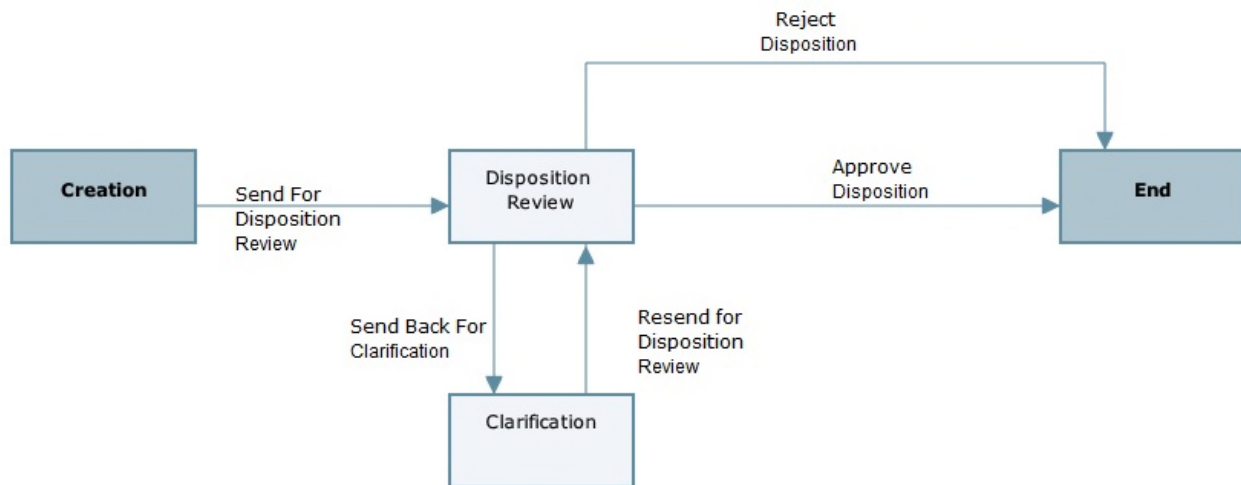 Reject
Disposition
Creation
Send For
Disposition
Review
Disposition
Review
Approve
Disposition
End
Send Back For
Clarification
Resend for
Disposition
Review
Clarification